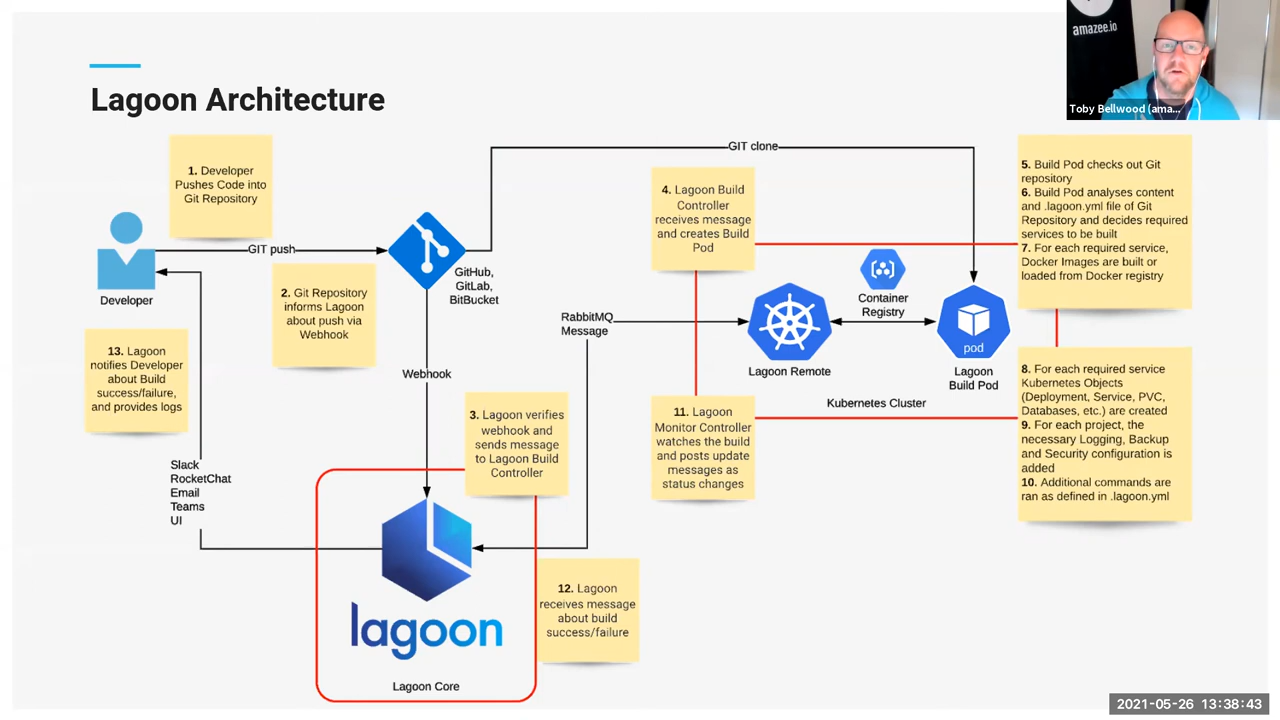 amazee.io
Toby Bellwood (ama...
Lagoon Architecture
1. Developer
Pushes Code into
Git Repository
GIT push
Developer
2. Git Repository
informs Lagoon
about push via
Webhook
GitHub,
GitLab,
BitBucket
GIT clone
Webhook
3. Lagoon verifies
webhook and
sends message
to Lagoon Build
Controller
RabbitMQ
Message
4. Lagoon Build
Controller
receives message
and creates Build
Pod
Lagoon Remote
Container
Registry
pod
Lagoon
Build Pod
Kubernetes Cluster
5. Build Pod checks out Git
repository
6. Build Pod analyses content
and .lagoon.yml file of Git
Repository and decides required
services to be built
7. For each required service,
Docker Images are built or
loaded from Docker registry
8. For each required service
Kubernetes Objects
(Deployment, Service, PVC,
Databases, etc.) are created
9. For each project, the
necessary Logging, Backup
and Security configuration is
added
10. Additional commands are
ran as defined in .lagoon.yml
11. Lagoon
Monitor Controller
watches the build
and posts update
messages as
status changes
12. Lagoon
receives message
about build
success/failure
13. Lagoon
notifies Developer
about Build
success/failure,
and provides logs
Slack
RocketChat
Email
Teams
UI
lagoon
Lagoon Core
2021-05-26 13:38:43